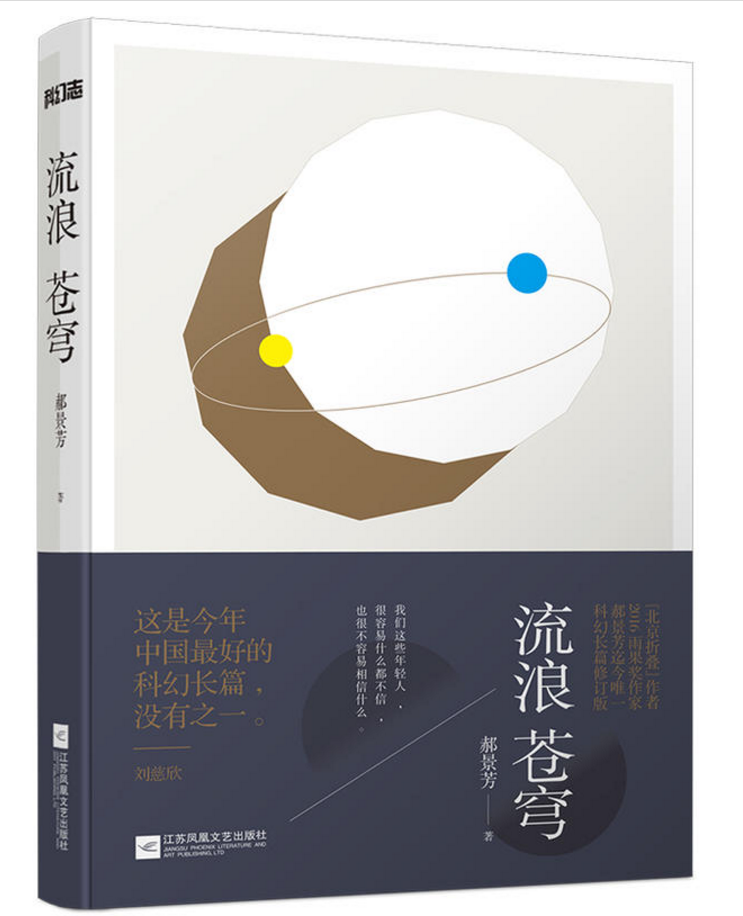 科幻志
流浪 苍穹
郝景芳
著
江苏凤凰文艺出版社
这是今年
中国最好的
科幻长篇，
没有之一。
刘慈欣
我们这些年轻人，
很容易什么都不信，
也很不容易相信什么。
「北京折叠」作者
2016雨果奖作家
郝景芳迄今唯一
科幻长篇修订版
流浪 苍穹
郝景芳——著
江苏凤凰文艺出版社
JIANGSU PHOENIX LITERATURE AND
ART PUBLISHING, LTD